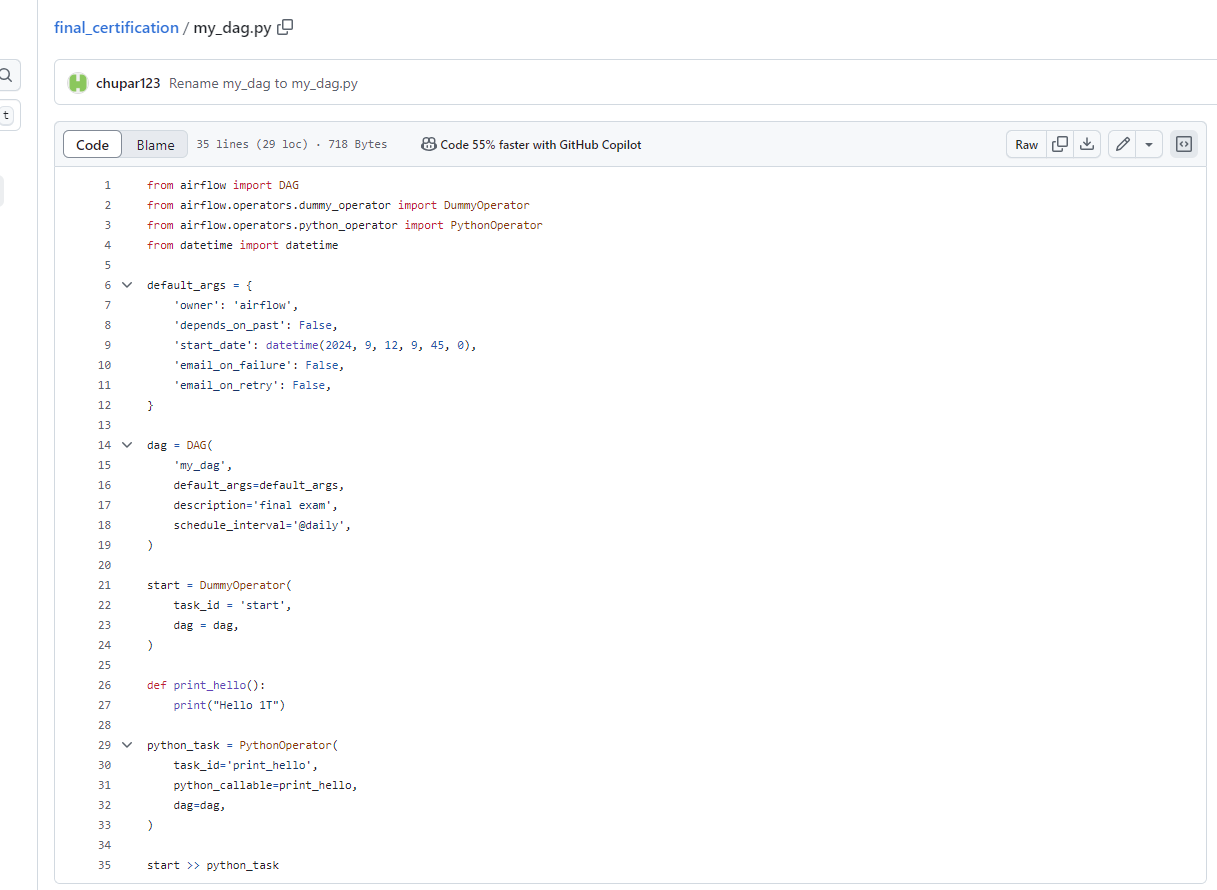 final_certification / my_dag.py
chupar123 Rename my_dag to my_dag.py
t
Code Blame 35 lines (29 loc) · 718 Bytes Code 55% faster with GitHub Copilot Raw
1 from airflow import DAG
2 from airflow.operators.dummy_operator import DummyOperator
3 from airflow.operators.python_operator import PythonOperator
4 from datetime import datetime
5
6 default_args = {
7 'owner': 'airflow',
8 'depends_on_past': False,
9 'start_date': datetime(2024, 9, 12, 9, 45, 0),
10 'email_on_failure': False,
11 'email_on_retry': False,
12 }
13
14 dag = DAG(
15 'my_dag',
16 default_args=default_args,
17 description='final exam',
18 schedule_interval='@daily',
19 )
20
21 start = DummyOperator(
22 task_id = 'start',
23 dag = dag,
24 )
25
26 def print_hello():
27 print("Hello 1T")
28
29 python_task = PythonOperator(
30 task_id='print_hello',
31 python_callable=print_hello,
32 dag=dag,
33 )
34
35 start >> python_task